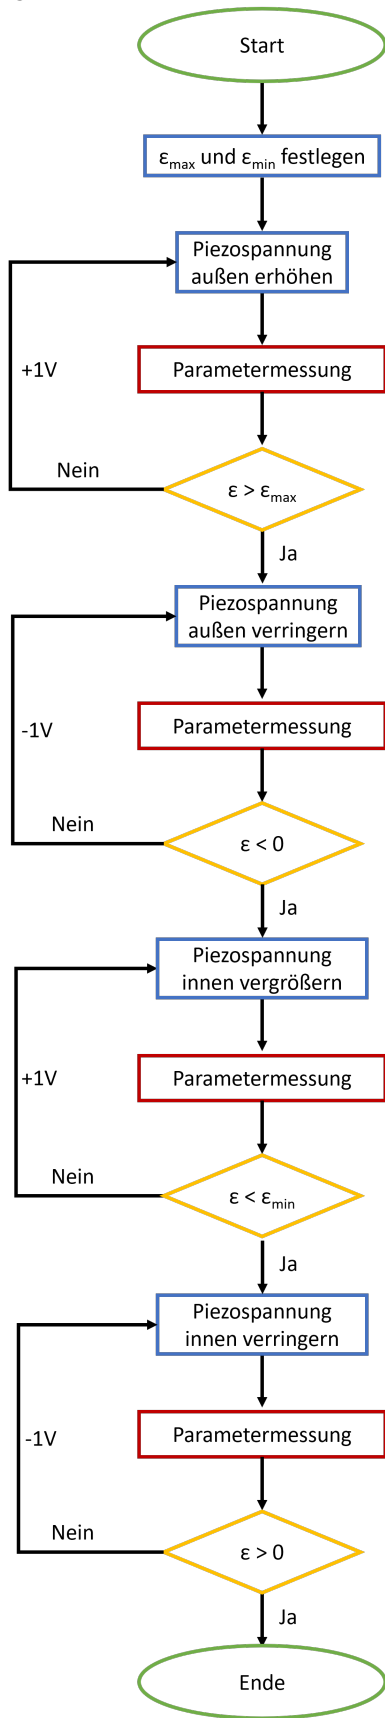 Start
εmax und εmin festlegen
Piezospannung
außen erhöhen
+1V
Parametermessung
Nein
ε > εmax
Ja
Piezospannung
außen verringern
-1V
Parametermessung
Nein
ε < 0
Ja
Piezospannung
innen vergrößern
+1V
Parametermessung
Nein
ε < εmin
Ja
Piezospannung
innen verringern
-1V
Parametermessung
Nein
ε > 0
Ja
Ende